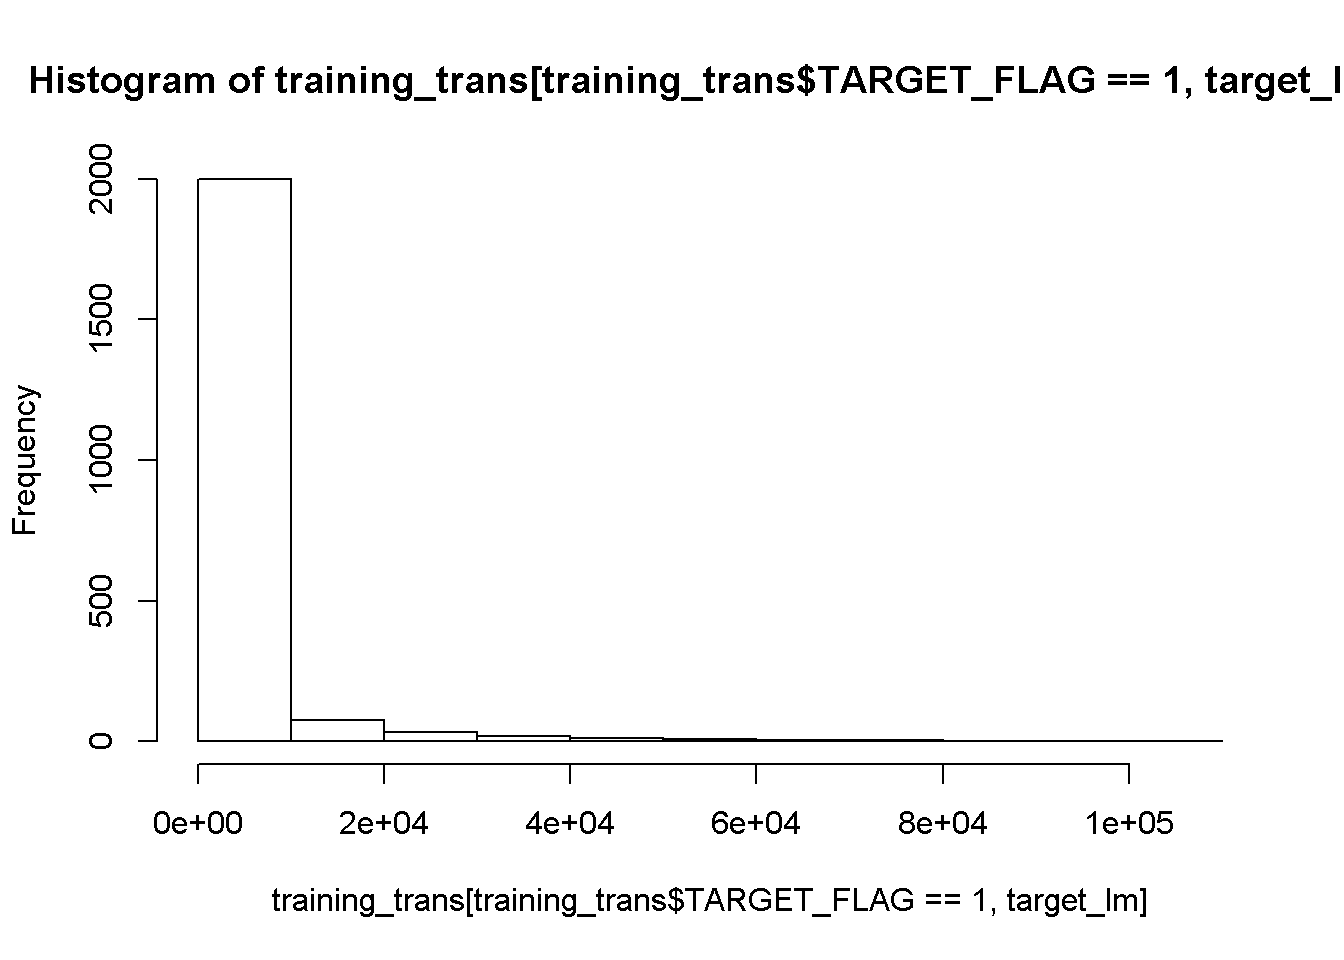 Histogram of training_trans[training_trans$TARGET_FLAG == 1, target_l
Frequency
2000
1500
1000
500
0
0e+00 2e+04 4e+04 6e+04 8e+04 1e+05
training_trans[training_trans$TARGET_FLAG == 1, target_lm]